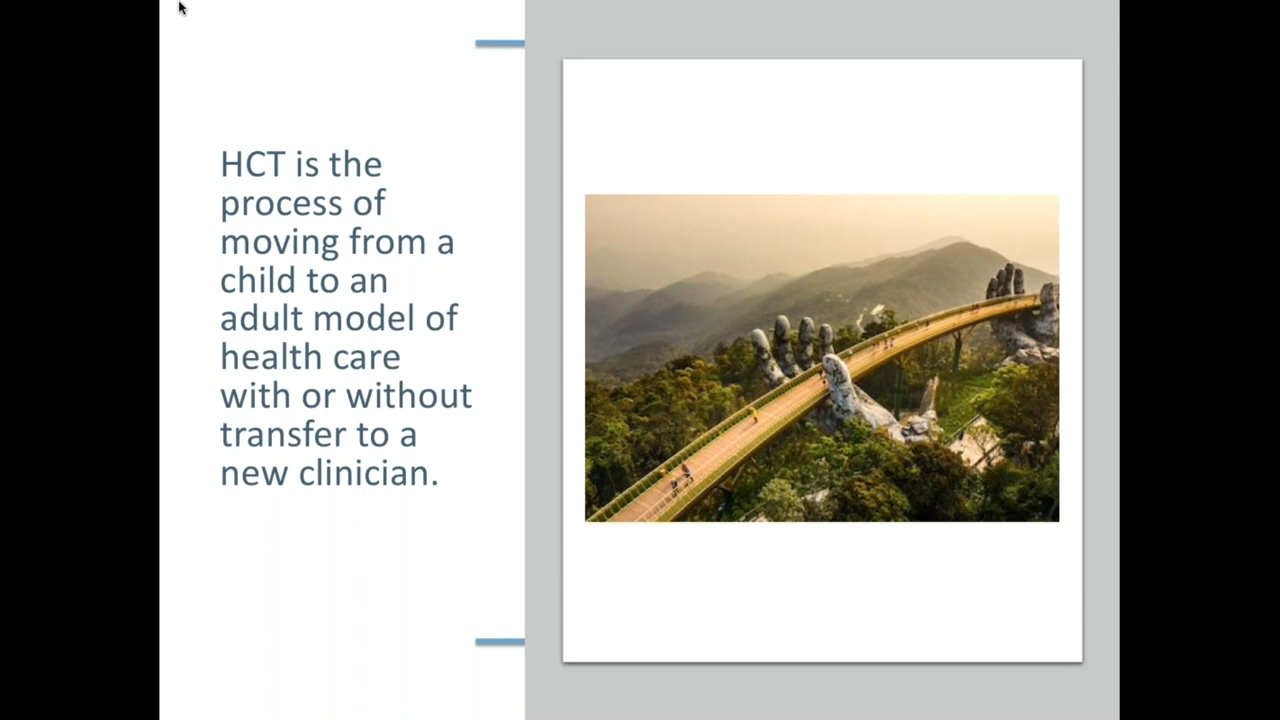 HCT is the
process of
moving from a
child to an
adult model of
health care
with or without
transfer to a
new clinician.